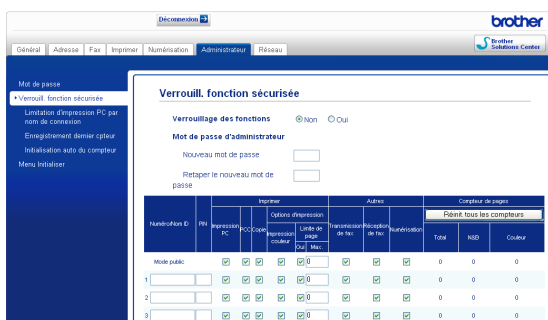 Déconnexion
brother
Général Adresse Fax Imprimer Numérisation Administrateur Réseau
Brother
Solutions Center
Mot de passe
Verrouill. fonction sécurisée
Limitation d'impression PC par
nom de connexion
Enregistrement dernier cpteur
Initialisation auto du compteur
Menu Initialiser
Verrouill. fonction sécurisée
Verrouillage des fonctions Non Oui
Mot de passe d'administrateur
Nouveau mot de passe
Retaper le nouveau mot de
passe
Imprimer Autres Compteur de pages
Options d'impression Réinit tous les compteurs
Numéro/Nom ID PIN Impression PC PCC Copie Impression couleur Limite de page Transmission de fax Réception de fax Numérisation Total N&B Couleur
Oui Max.
Mode public 0 0 0 0
1 0 0 0 0
2 0 0 0 0
3 0 0 0 0